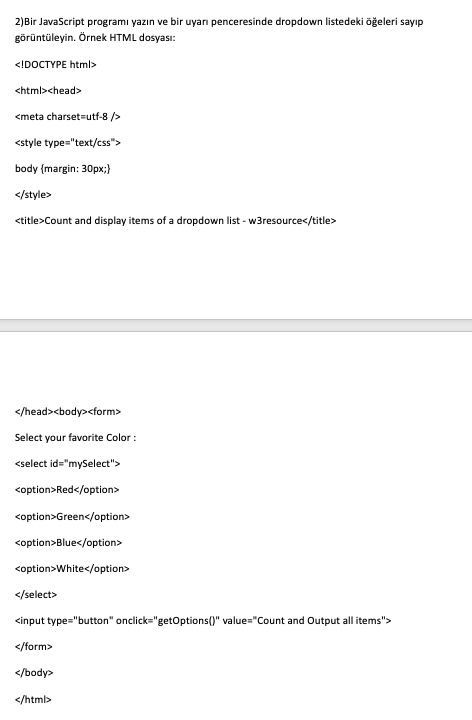 2)Bir JavaScript programı yazın ve bir uyarı penceresinde dropdown listedeki öğeleri sayıp
görüntüleyin. Örnek HTML dosyası:
<!DOCTYPE html>
<html><head>
<meta charset=utf-8 />
<style type="text/css">
body {margin: 30px;}
</style>
<title>Count and display items of a dropdown list - w3resource</title>
</head><body><form>
Select your favorite Color :
<select id="mySelect">
<option>Red</option>
<option>Green</option>
<option>Blue</option>
<option>White</option>
</select>
<input type="button" onclick="getOptions()" value="Count and Output all items">
</form>
</body>
</html>